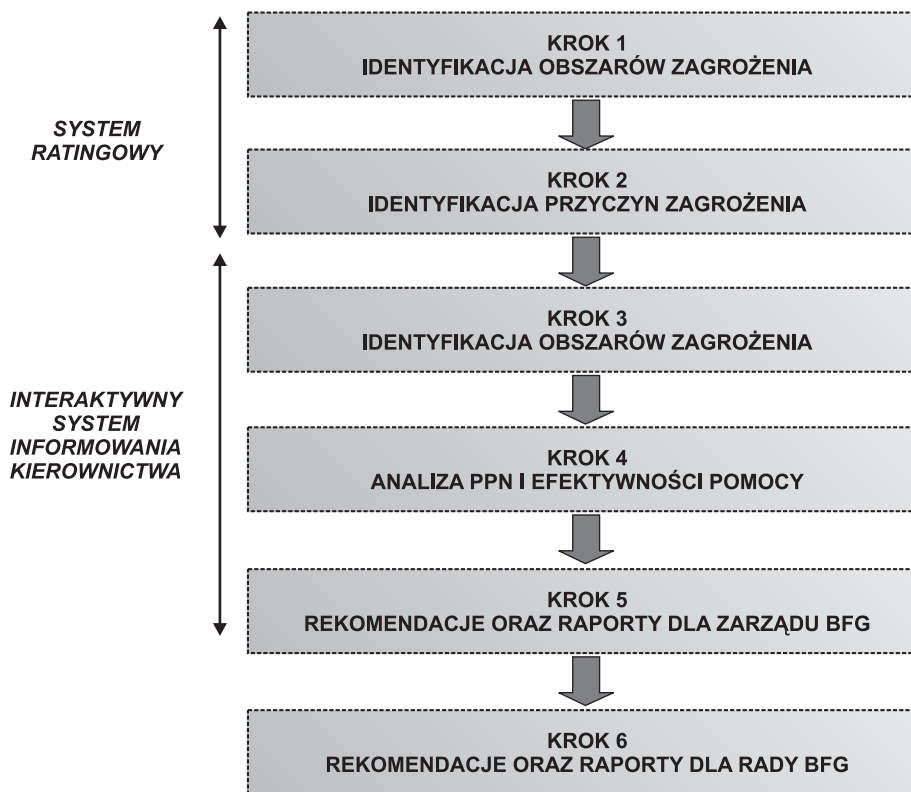 KROK 1
IDENTYFIKACJA OBSZARÓW ZAGROŻENIA
SYSTEM
RATINGOWY
KROK 2
IDENTYFIKACJA PRZYCZYN ZAGROŻENIA
KROK 3
IDENTYFIKACJA OBSZARÓW ZAGROŻENIA
INTERAKTYWNY
SYSTEM
INFORMOWANIA
KIEROWNICTWA
KROK 4
ANALIZA PPN I EFEKTYWNOŚCI POMOCY
KROK 5
REKOMENDACJE ORAZ RAPORTY DLA ZARZĄDU BFG
KROK 6
REKOMENDACJE ORAZ RAPORTY DLA RADY BFG